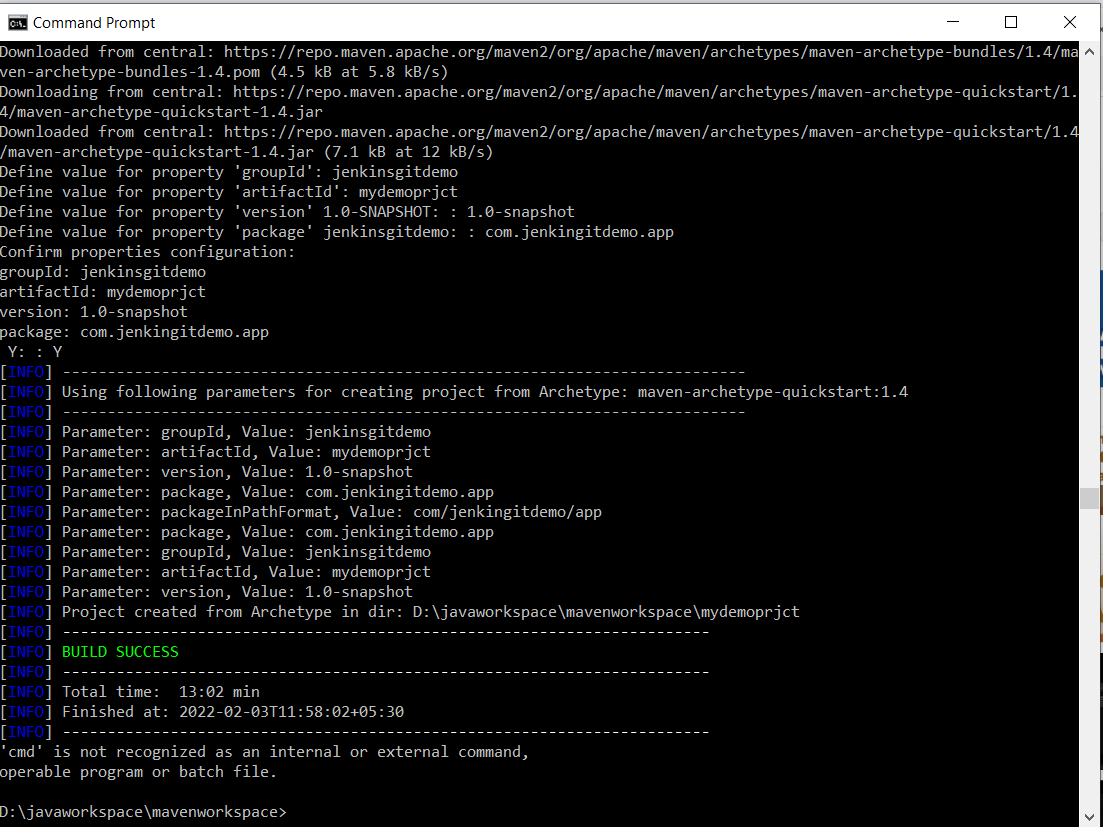 Command Prompt
Downloaded from central: https://repo.maven.apache.org/maven2/org/apache/maven/archetypes/maven-archetype-bundles/1.4/ma
ven-archetype-bundles-1.4.pom (4.5 kB at 5.8 kB/s)
Downloading from central: https://repo.maven.apache.org/maven2/org/apache/maven/archetypes/maven-archetype-quickstart/1.
4/maven-archetype-quickstart-1.4.jar
Downloaded from central: https://repo.maven.apache.org/maven2/org/apache/maven/archetypes/maven-archetype-quickstart/1.4
/maven-archetype-quickstart-1.4.jar (7.1 kB at 12 kB/s)
Define value for property 'groupId': jenkinsgitdemo
Define value for property 'artifactId': mydemoprjct
Define value for property 'version' 1.0-SNAPSHOT: : 1.0-snapshot
Define value for property 'package' jenkinsgitdemo: : com.jenkingitdemo.app
Confirm properties configuration:
groupId: jenkinsgitdemo
artifactId: mydemoprjct
version: 1.0-snapshot
package: com.jenkingitdemo.app
 Y: : Y
[INFO] ----------------------------------------------------------------------------
[INFO] Using following parameters for creating project from Archetype: maven-archetype-quickstart:1.4
[INFO] ----------------------------------------------------------------------------
[INFO] Parameter: groupId, Value: jenkinsgitdemo
[INFO] Parameter: artifactId, Value: mydemoprjct
[INFO] Parameter: version, Value: 1.0-snapshot
[INFO] Parameter: package, Value: com.jenkingitdemo.app
[INFO] Parameter: packageInPathFormat, Value: com/jenkingitdemo/app
[INFO] Parameter: package, Value: com.jenkingitdemo.app
[INFO] Parameter: groupId, Value: jenkinsgitdemo
[INFO] Parameter: artifactId, Value: mydemoprjct
[INFO] Parameter: version, Value: 1.0-snapshot
[INFO] Project created from Archetype in dir: D:\javaworkspace\mavenworkspace\mydemoprjct
[INFO] ------------------------------------------------------------------------
[INFO] BUILD SUCCESS
[INFO] ------------------------------------------------------------------------
[INFO] Total time:  13:02 min
[INFO] Finished at: 2022-02-03T11:58:02+05:30
[INFO] ------------------------------------------------------------------------
'cmd' is not recognized as an internal or external command,
operable program or batch file.
D:\javaworkspace\mavenworkspace>